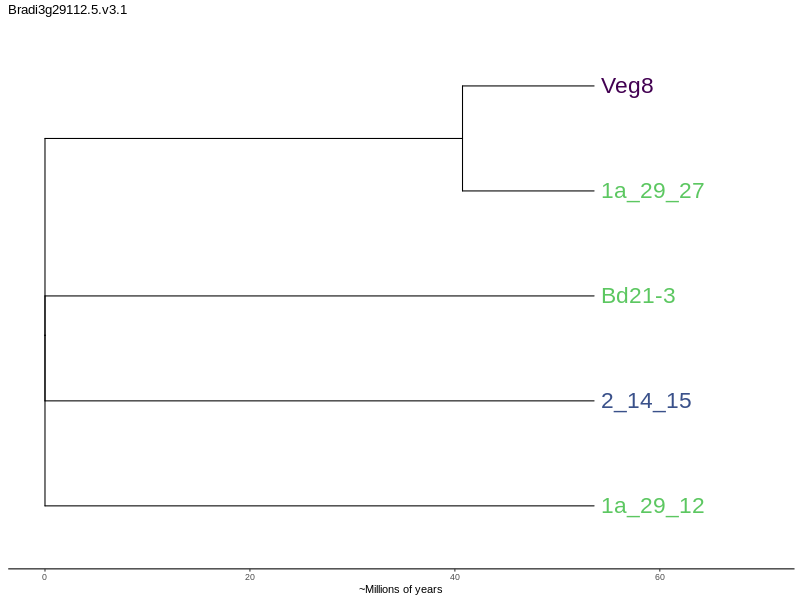 Bradi3g29112.5.v3.1
Veg8
1a_29_27
Bd21-3
2_14_15
1a_29_12
0 20 40 60
~Millions of years